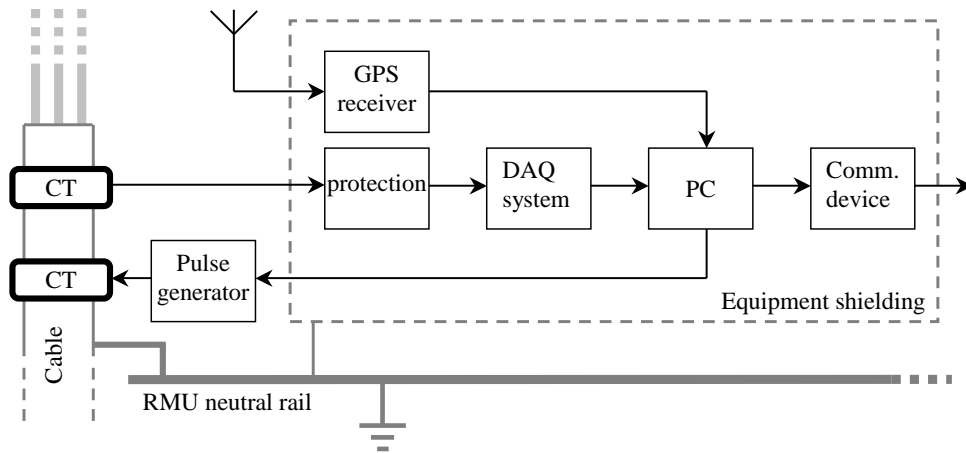 GPS
receiver
CT
protection
DAQ
system
PC
Comm.
device
CT
Pulse
generator
Equipment shielding
Cable
RMU neutral rail